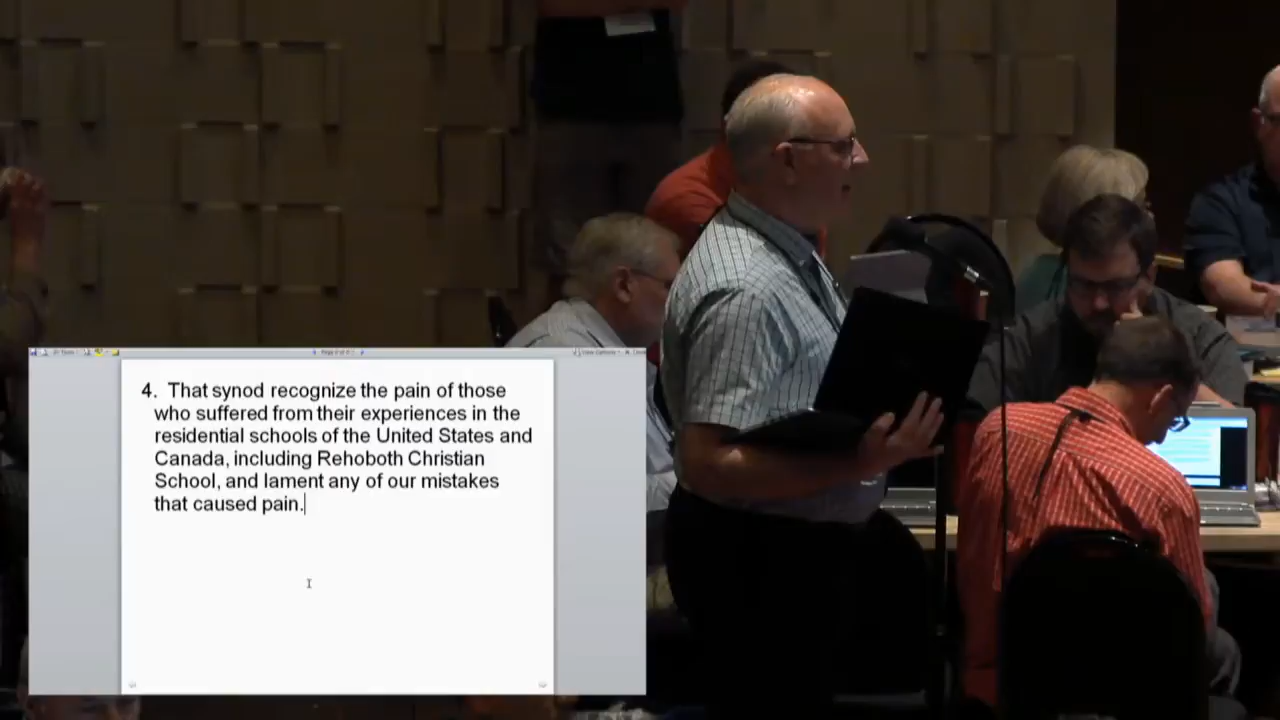 4. That synod recognize the pain of those
who suffered from their experiences in the
residential schools of the United States and
Canada, including Rehoboth Christian
School, and lament any of our mistakes
that caused pain.